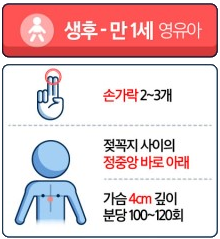 생후 - 만 1세 영유아
손가락 2~3개
젖꼭지 사이의
정중앙 바로 아래
가슴 4cm 깊이
분당 100~120회